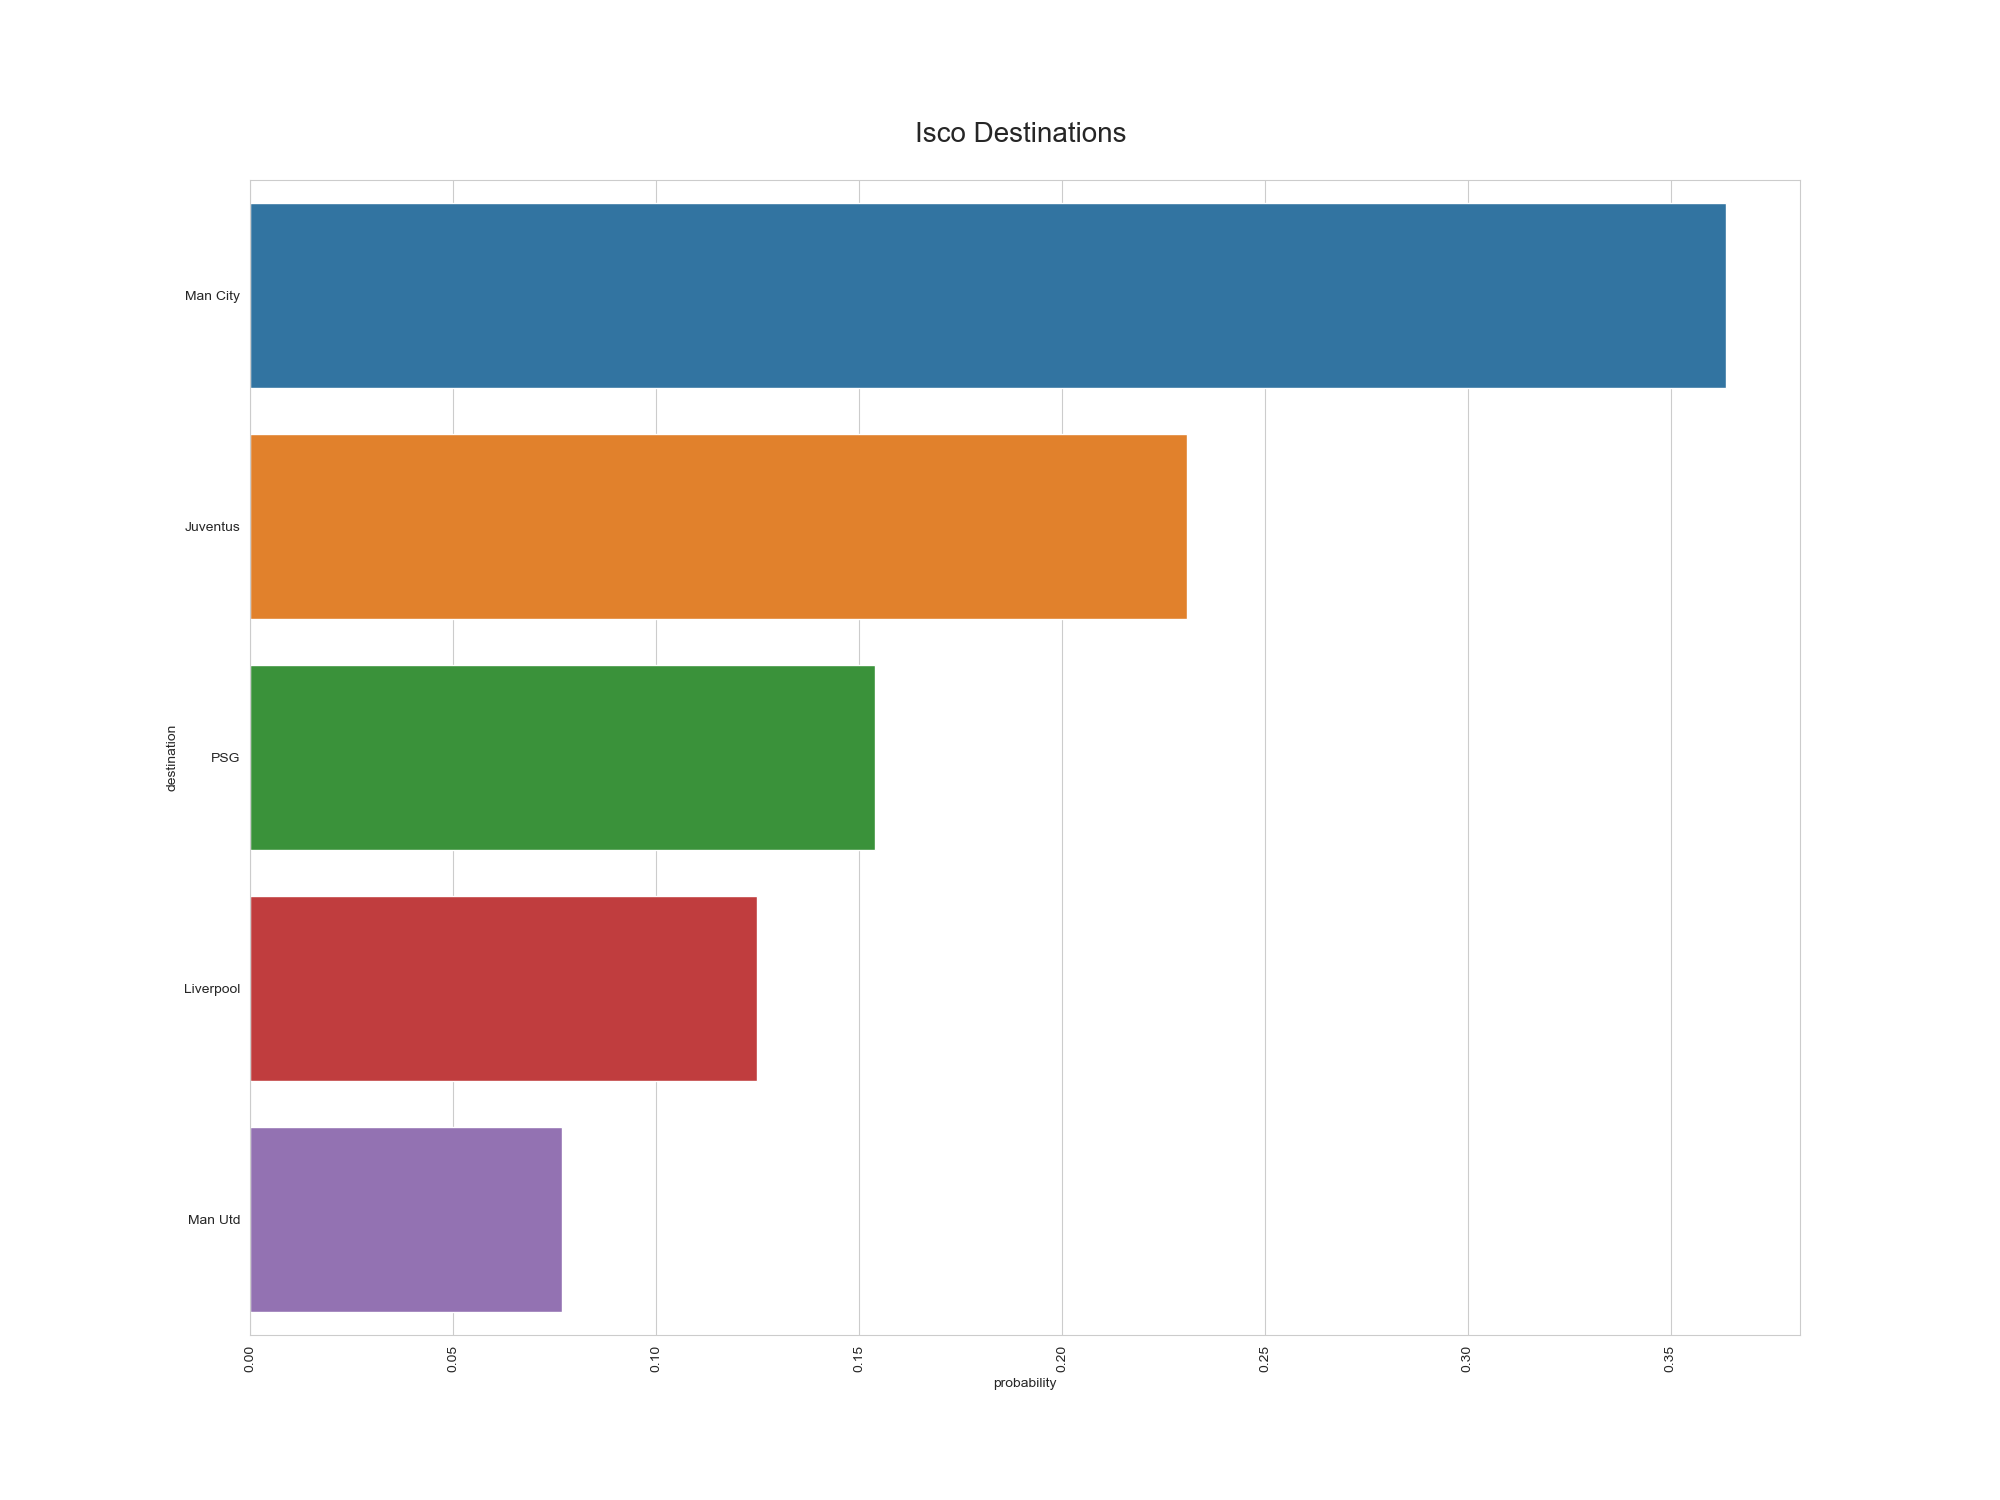 Isco Destinations
Man City
Juventus
PSG
Liverpool
Man Utd
destination
0.00
0.05
0.10
0.15
0.20
0.25
0.30
0.35
probability